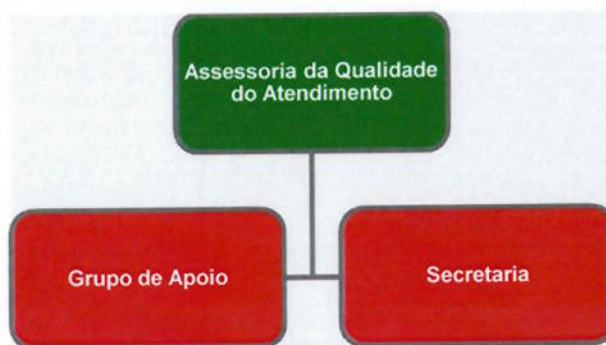 Assessoria da Qualidade
do Atendimento
Grupo de Apoio
Secretaria